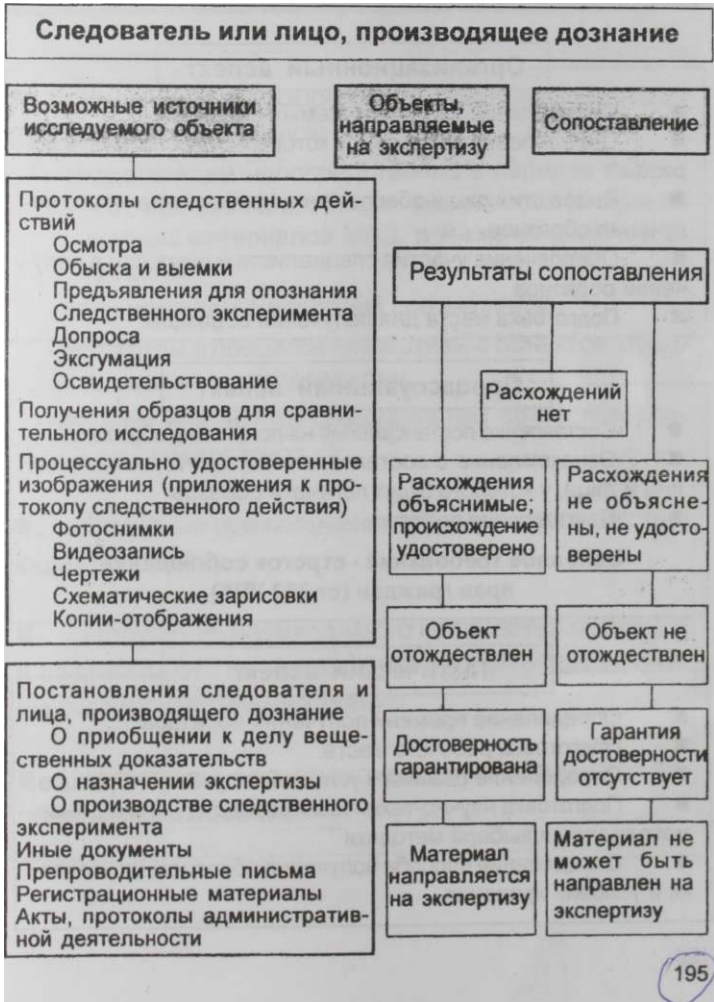 Следователь или лицо, производящее дознание
Возможные источники
исследуемого объекта
Объекты,
направляемые
на экспертизу
Сопоставление
Протоколы следственных дей-
ствий
Осмотра
Обыска и выемки
Предъявления для опознания
Следственного эксперимента
Допроса
Эксгумация
Освидетельствование
Получения образцов для сравни-
тельного исследования
Процессуально удостоверенные
изображения (приложения к про-
токолу следственного действия)
Фотоснимки
Видеозапись
Чертежи
Схематические зарисовки
Копии-отображения
Постановления следователя и
лица, производящего дознание
О приобщении к делу веще-
ственных доказательств
О назначении экспертизы
О производстве следственного
эксперимента
Иные документы
Препроводительные письма
Регистрационные материалы
Акты, протоколы административ-
ной деятельности
Результаты сопоставления
Расхождений
нет
Расхождения
объяснимые;
происхождение
удостоверено
Расхождения
не объясне-
ны, не удосто-
верены
Объект
отождествлен
Объект не
отождествлен
Достоверность
гарантирована
Гарантия
достоверности
отсутствует
Материал
направляется
на экспертизу
Материал не
может быть
направлен на
экспертизу
195